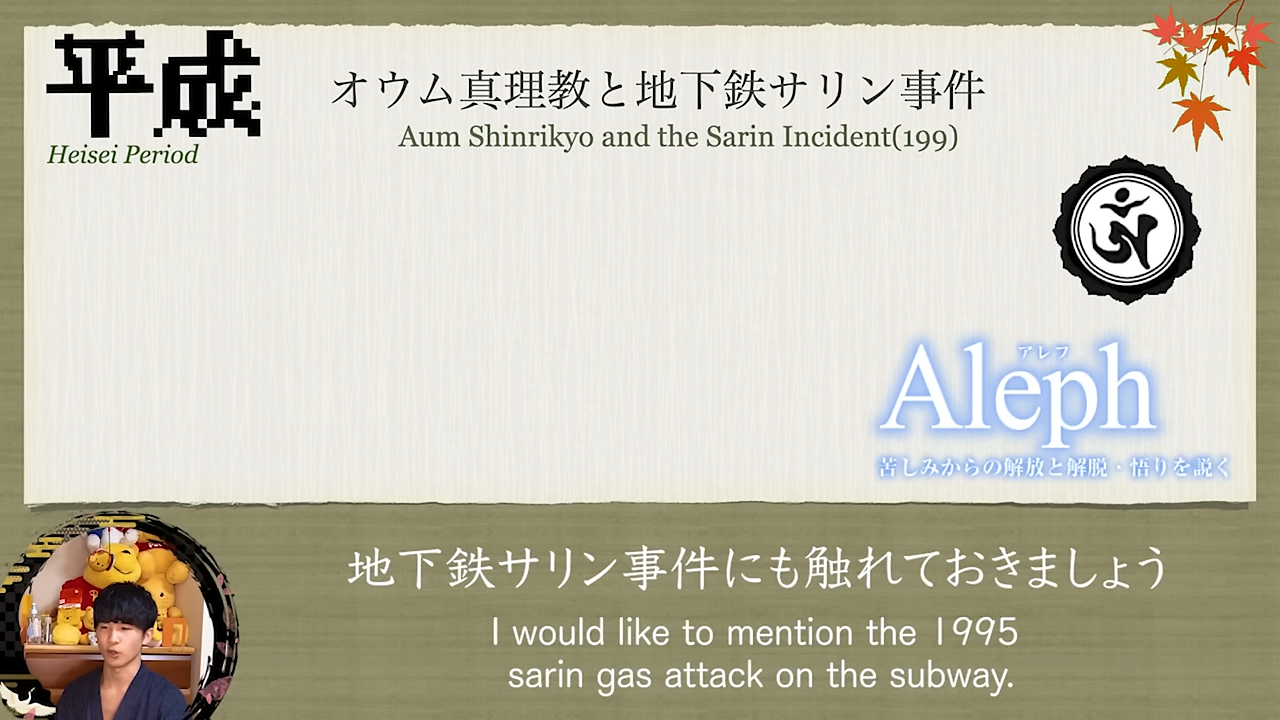 平成
Heisei Period
オウム真理教と地下鉄サリン事件
Aum Shinrikyo and the Sarin Incident(199)
アレフ
Aleph
苦しみからの解放と解脱・悟りを説く
地下鉄サリン事件にも触れておきましょう
I would like to mention the 1995
sarin gas attack on the subway.